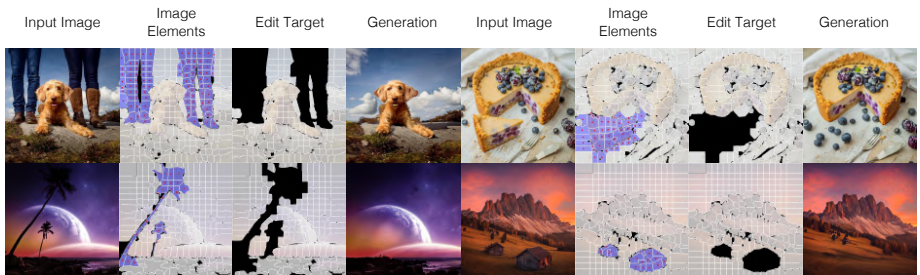 Input Image
Image
Elements
Edit Target
Generation
Input Image
Image
Elements
Edit Target
Generation